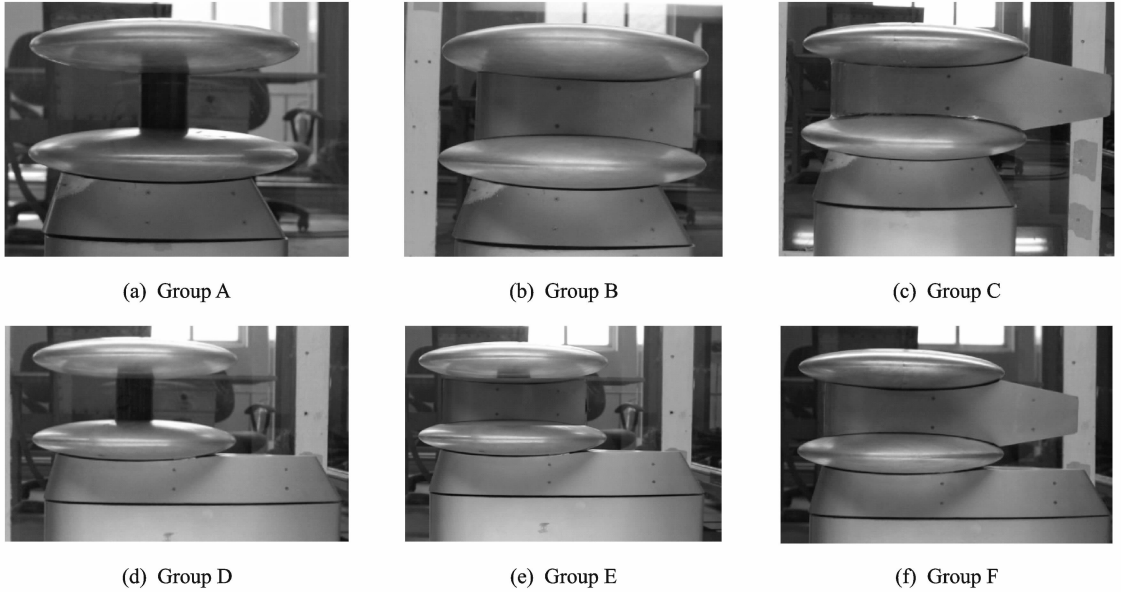 (a) Group A
(b) Group B
(c) Group C
(d) Group D
(e) Group E
(f) Group F